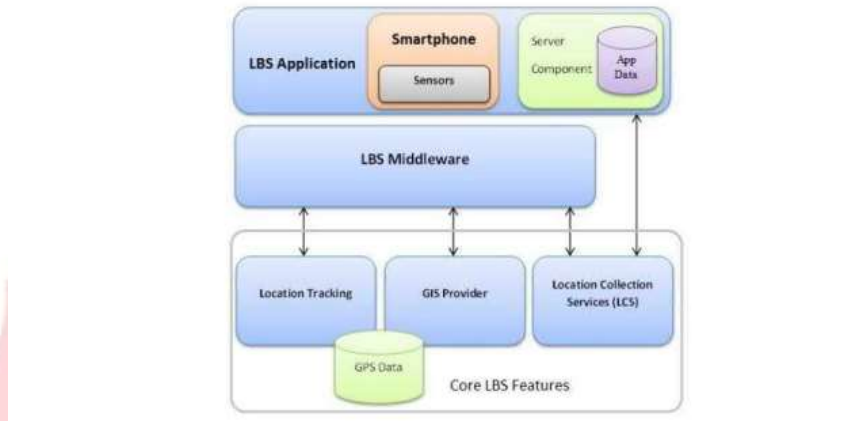 LBS Application
Smartphone
Sensors
Server
Component
App
Data
LBS Middleware
Location Tracking
GIS Provider
Location Collection
Services (LCS)
GPS Data
Core LBS Features